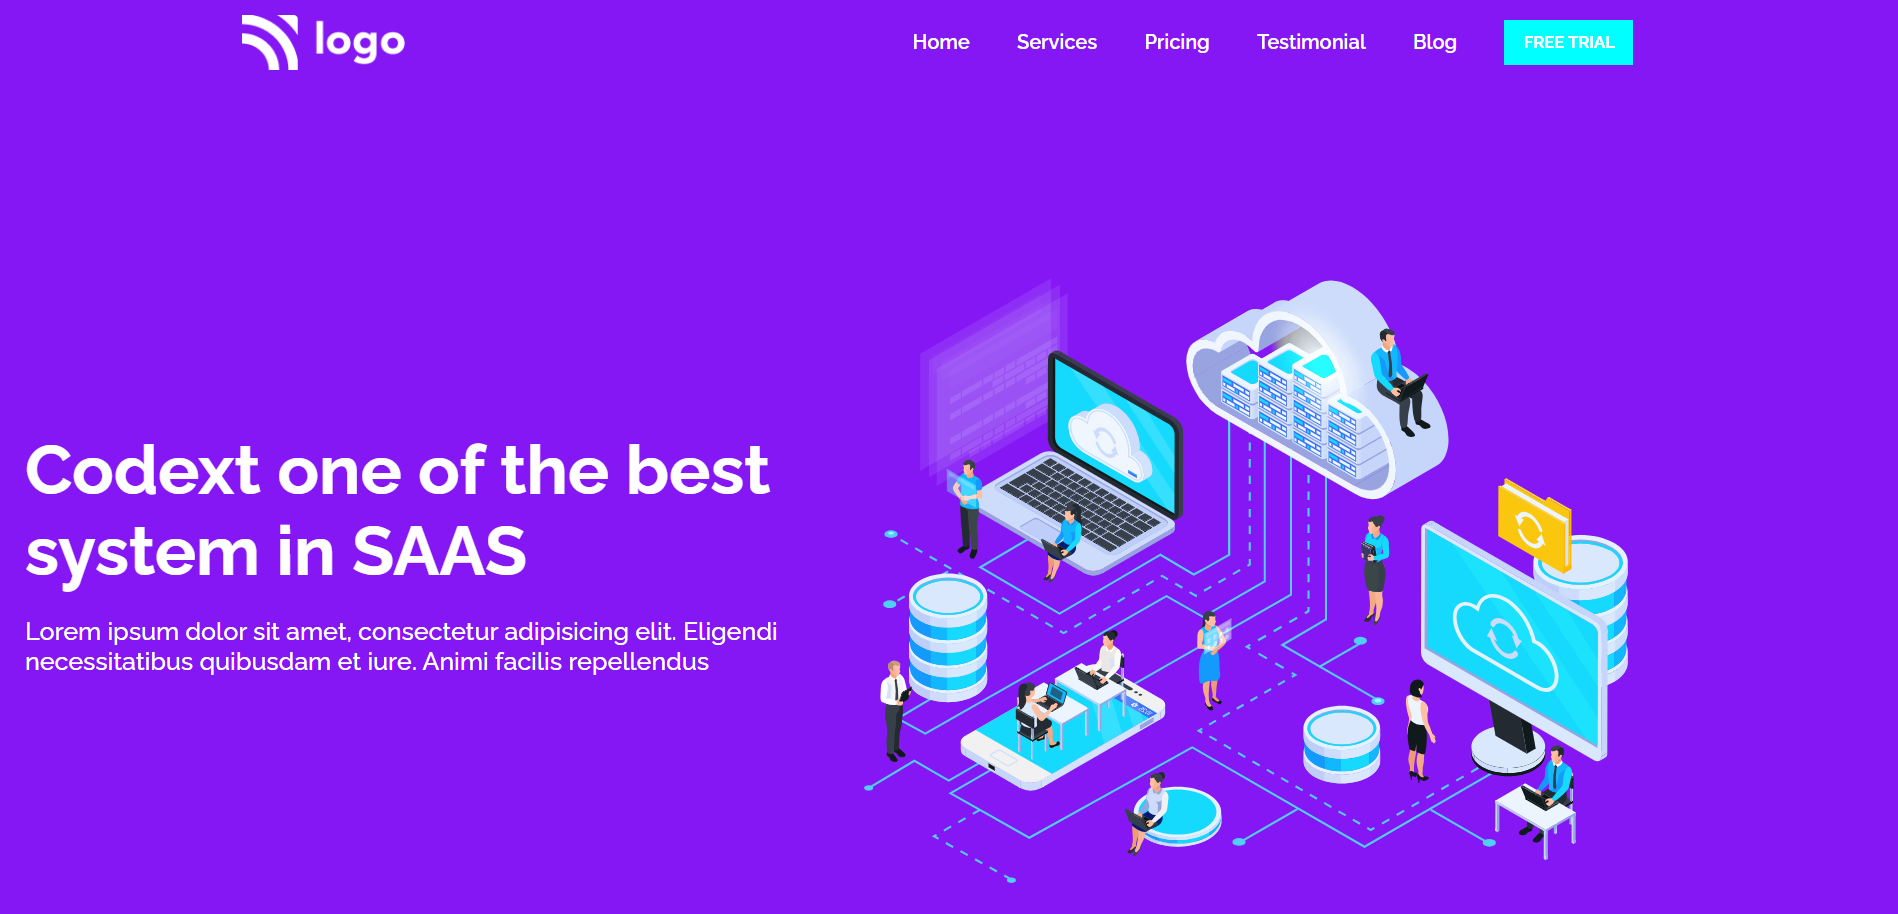 logo
Home
Services
Pricing
Testimonial
Blog
FREE TRIAL
Codext one of the best
system in SAAS
Lorem ipsum dolor sit amet, consectetur adipisicing elit. Eligendi
necessitatibus quibusdam et iure. Animi facilis repellendus